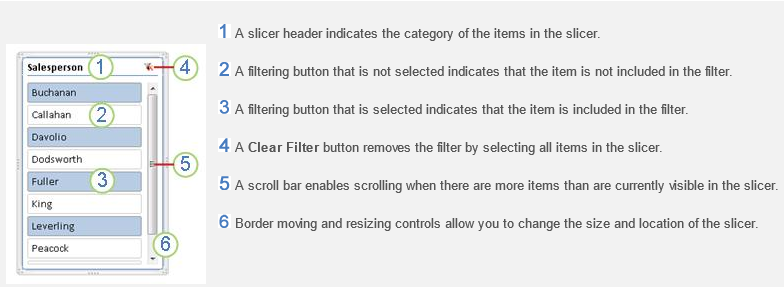 Salesperson 1 4
Buchanan
Callahan 2
Davolio
Dodsworth 5
Fuller 3
King
Leverling
Peacock 6
1 A slicer header indicates the category of the items in the slicer.
2 A filtering button that is not selected indicates that the item is not included in the filter.
3 A filtering button that is selected indicates that the item is included in the filter.
4 A Clear Filter button removes the filter by selecting all items in the slicer.
5 A scroll bar enables scrolling when there are more items than are currently visible in the slicer.
6 Border moving and resizing controls allow you to change the size and location of the slicer.